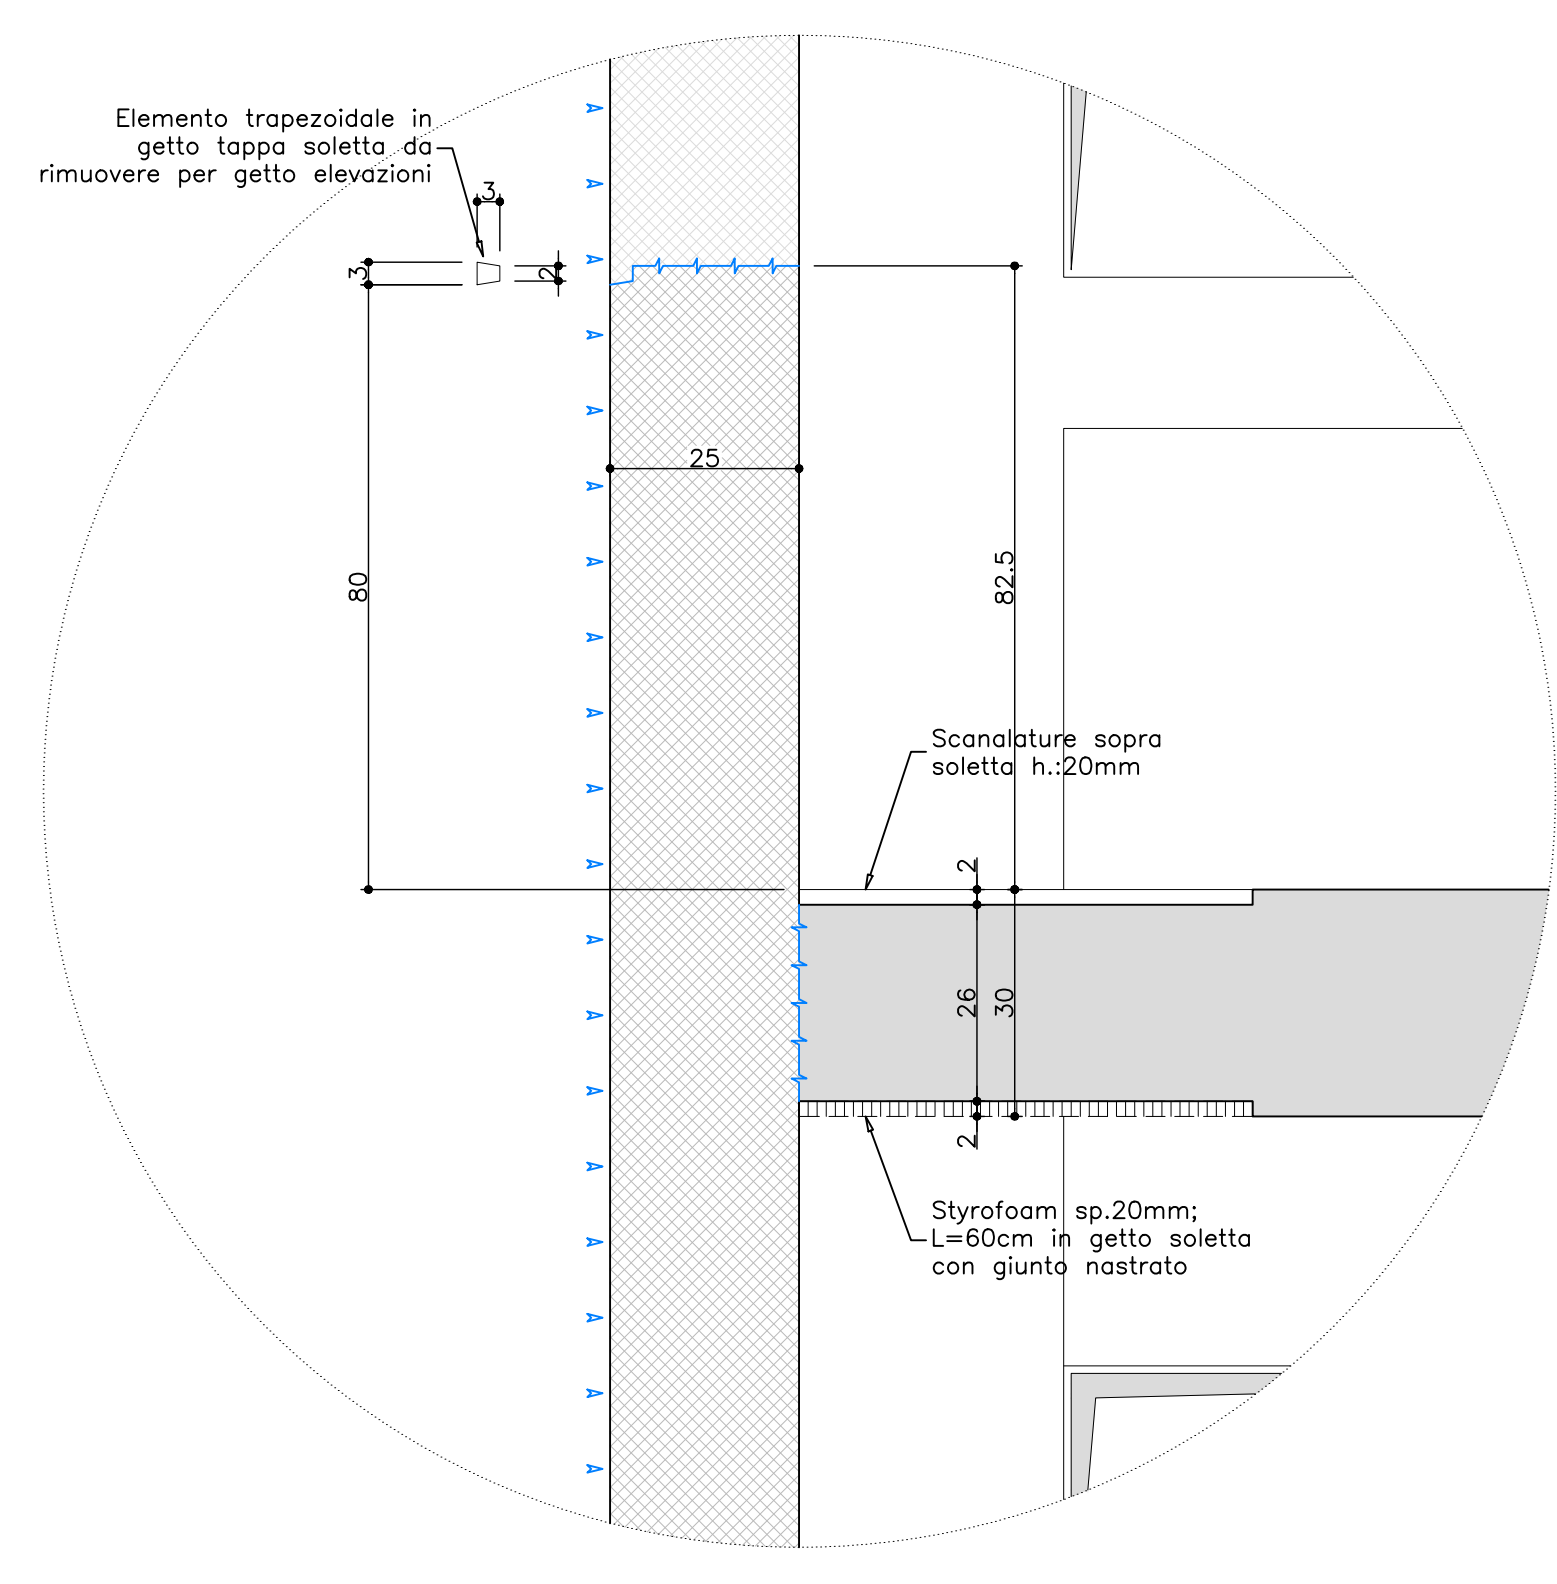 Elemento trapezoidale in
getto tappa soletta da
rimuovere per getto elevazioni
3
3
2
25
80
82.5
Scanalature sopra
soletta h.:20mm
2
26
30
2
Styrofoam sp.20mm;
L=60cm in getto soletta
con giunto nastrato